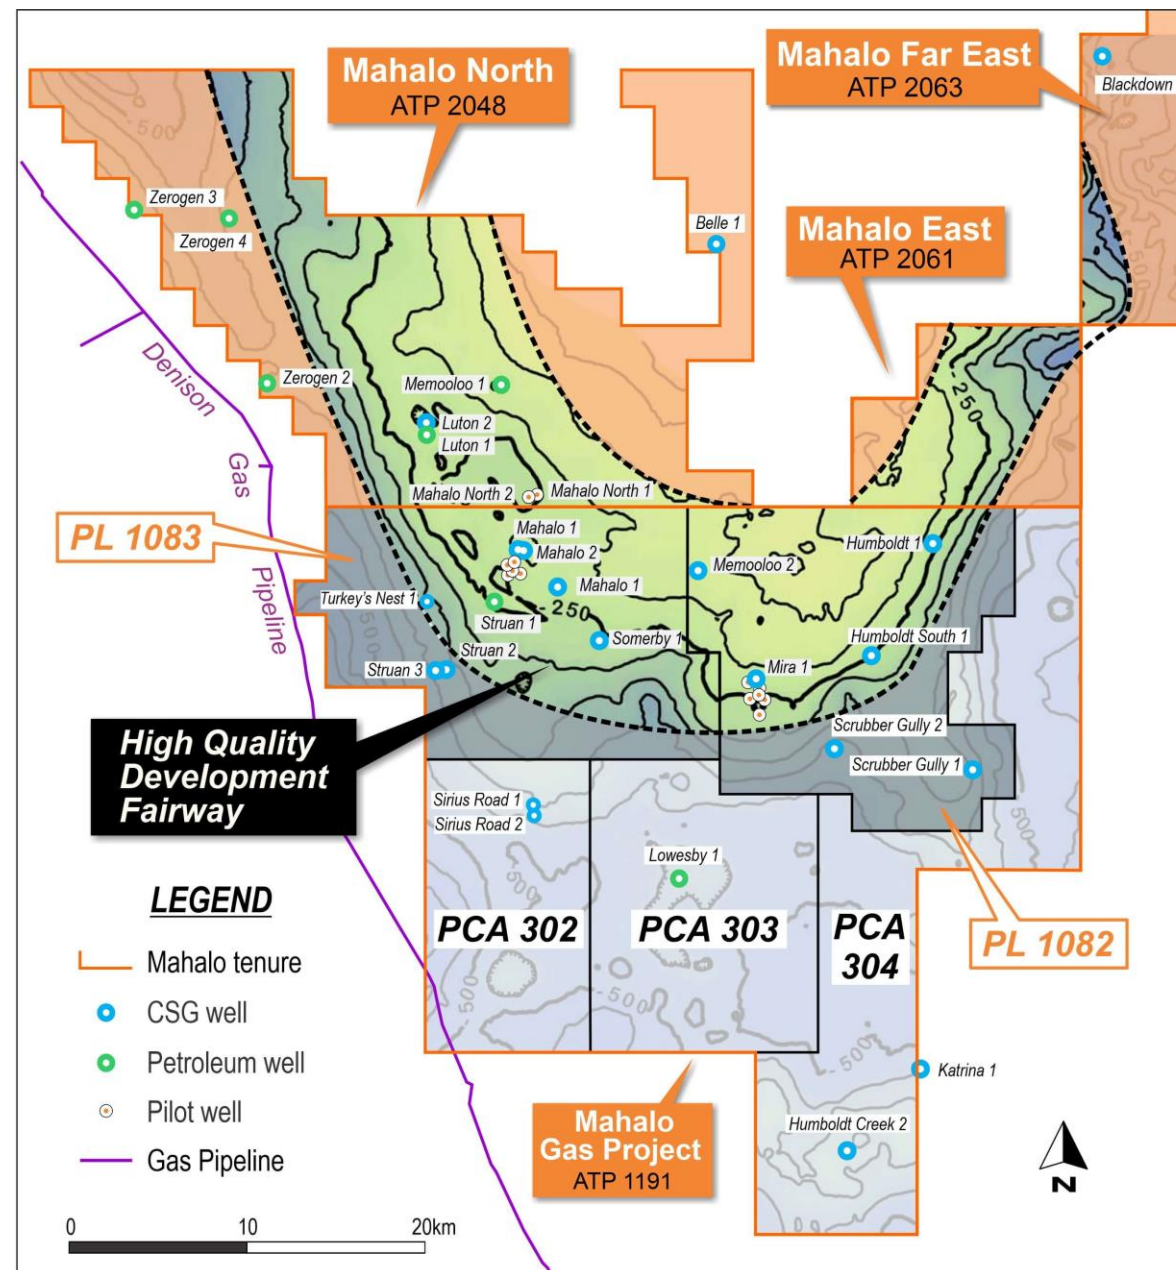 Mahalo North
ATP 2048
Mahalo Far East
ATP 2063
Blackdown
-500
Zerogen 3
Zerogen 4
Belle 1
Mahalo East
ATP 2061
Denison
Gas
Pipeline
Zerogen 2
Memooloo 1
Luton 2
Luton 1
-250
-500
Mahalo North 2
Mahalo North 1
PL 1083
Mahalo 1
Mahalo 2
Mahalo 1
Memooloo 2
Humboldt 1
Turkey's Nest 1
Struan 1
-250
Somerby 1
Humboldt South 1
Struan 2
Struan 3
Mira 1
High Quality
Development
Fairway
Scrubber Gully 2
Scrubber Gully 1
-500
Sirius Road 1
Sirius Road 2
Lowesby 1
PCA 302
PCA 303
PCA
304
PL 1082
-500
-500
-500
LEGEND
Mahalo tenure
CSG well
Petroleum well
Pilot well
Gas Pipeline
Katrina 1
Mahalo
Gas Project
ATP 1191
Humboldt Creek 2
N
0 10 20km